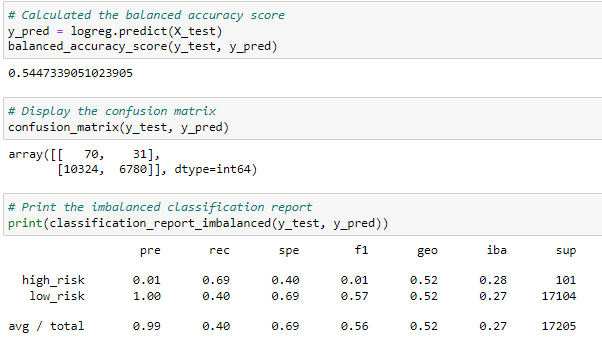 # Calculated the balanced accuracy score
y_pred = logreg.predict(X_test)
balanced_accuracy_score(y_test, y_pred)
0.5447339051023905
# Display the confusion matrix
confusion_matrix(y_test, y_pred)
array([[   70,    31],
       [10324,  6780]], dtype=int64)
# Print the imbalanced classification report
print(classification_report_imbalanced(y_test, y_pred))
pre rec spe f1 geo iba sup
high_risk 0.01 0.69 0.40 0.01 0.52 0.28 101
low_risk 1.00 0.40 0.69 0.57 0.52 0.27 17104
avg / total 0.99 0.40 0.69 0.56 0.52 0.27 17205